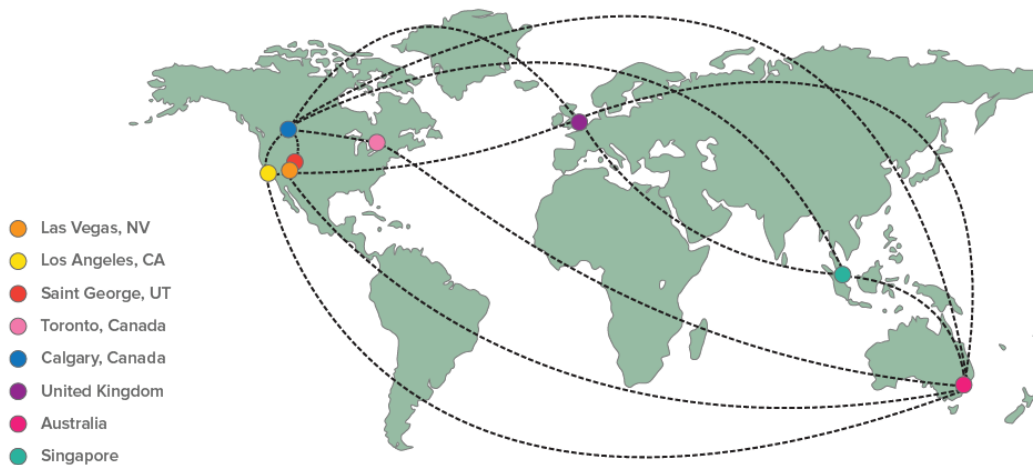 Las Vegas, NV
Los Angeles, CA
Saint George, UT
Toronto, Canada
Calgary, Canada
United Kingdom
Australia
Singapore